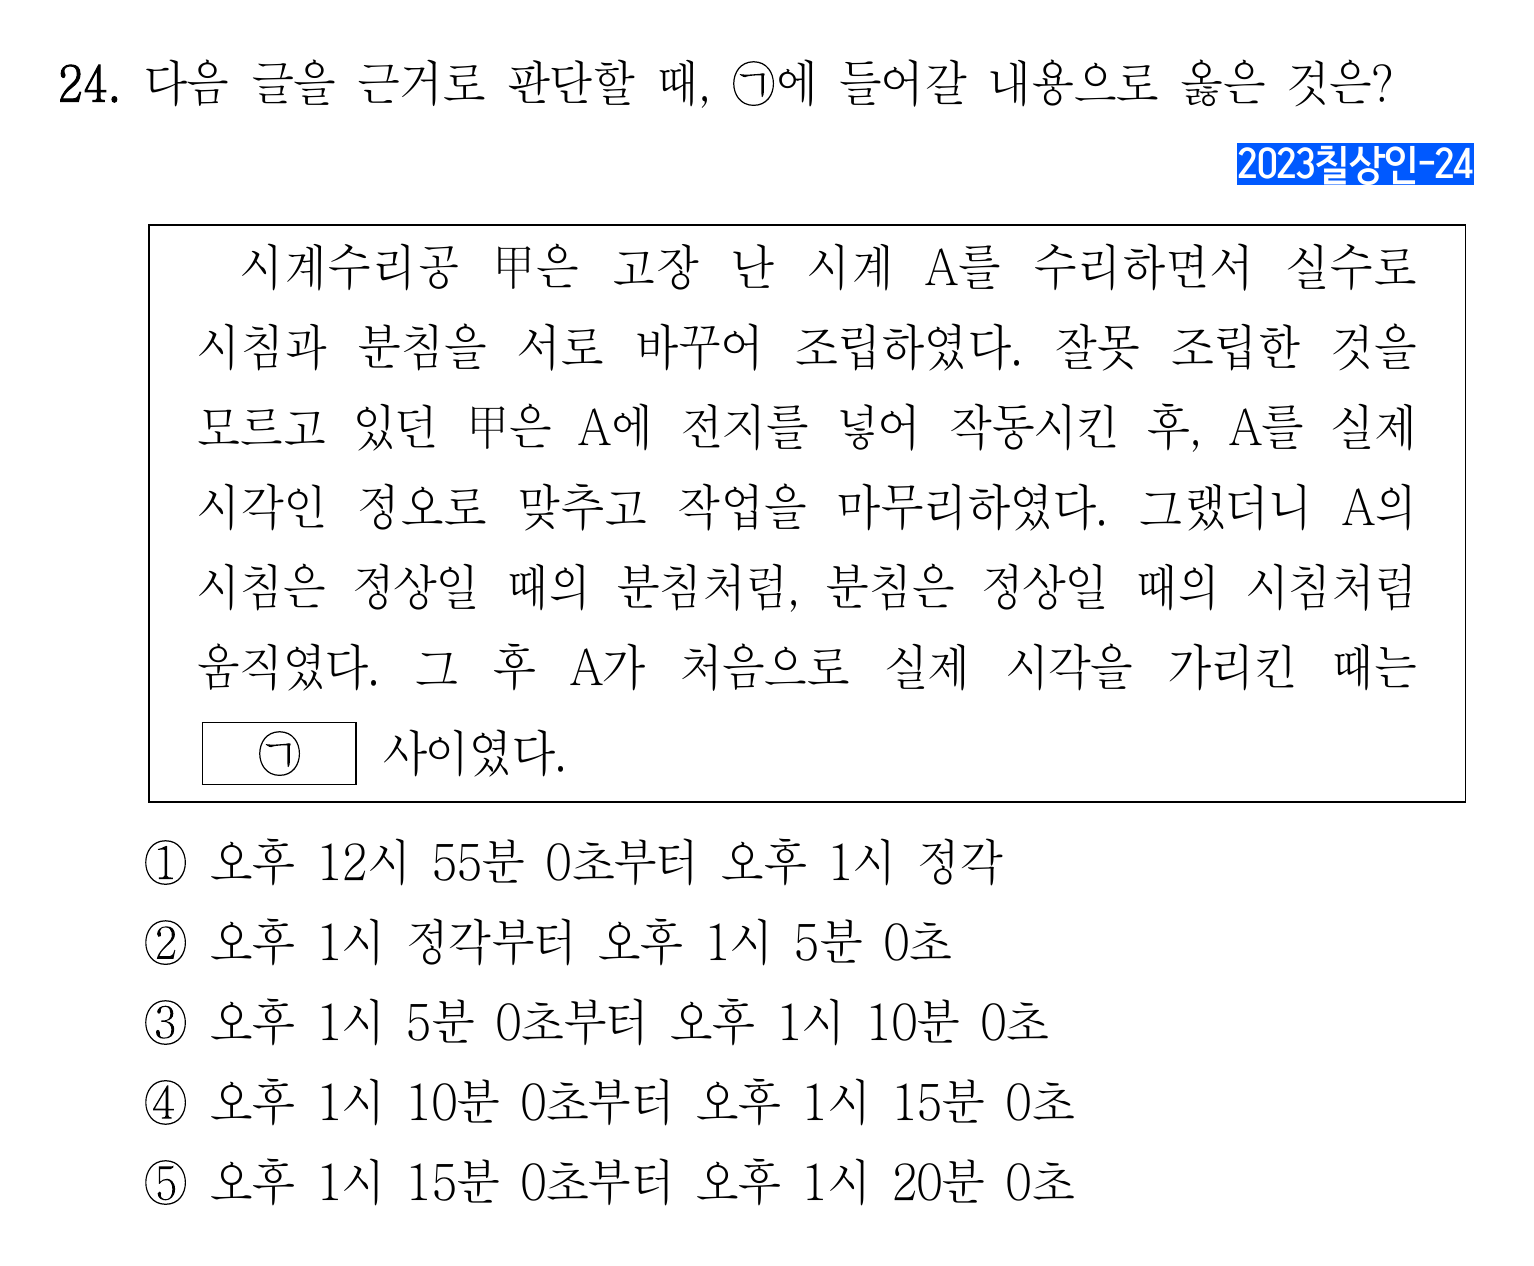 24. 다음 글을 근거로 판단할 때, ㉠에 들어갈 내용으로 옳은 것은?
2023칠상인-24
시계수리공 甲은 고장 난 시계 A를 수리하면서 실수로
시침과 분침을 서로 바꾸어 조립하였다. 잘못 조립한 것을
모르고 있던 甲은 A에 전지를 넣어 작동시킨 후, A를 실제
시각인 정오로 맞추고 작업을 마무리하였다. 그랬더니 A의
시침은 정상일 때의 분침처럼, 분침은 정상일 때의 시침처럼
움직였다. 그 후 A가 처음으로 실제 시각을 가리킨 때는
㉠ 사이였다.
① 오후 12시 55분 0초부터 오후 1시 정각
② 오후 1시 정각부터 오후 1시 5분 0초
③ 오후 1시 5분 0초부터 오후 1시 10분 0초
④ 오후 1시 10분 0초부터 오후 1시 15분 0초
⑤ 오후 1시 15분 0초부터 오후 1시 20분 0초